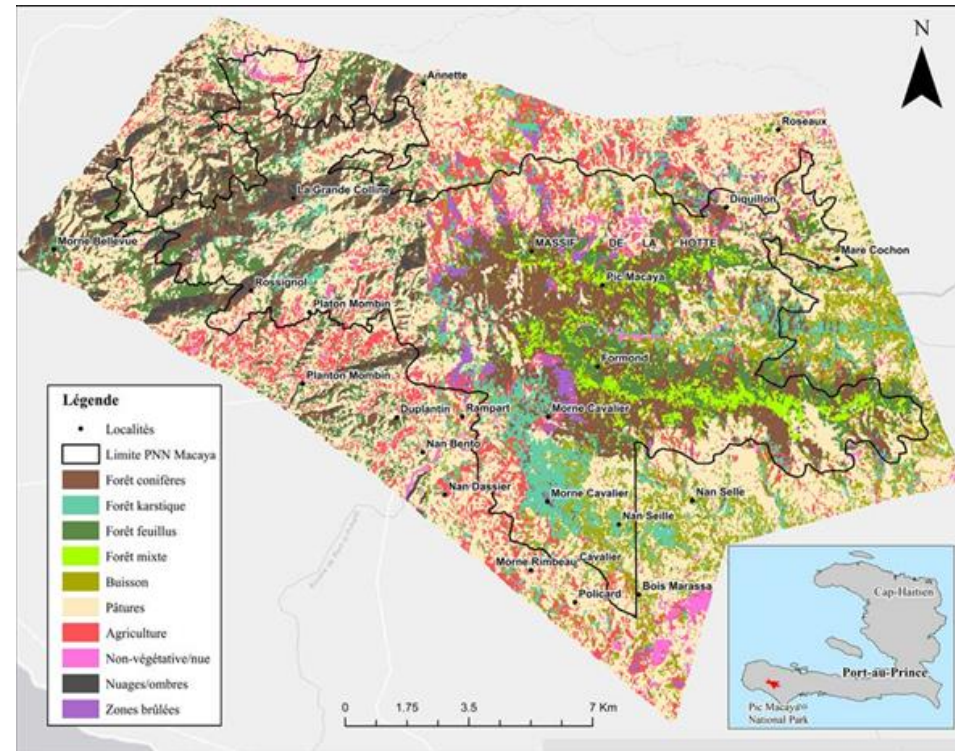 N
Annette
Roseaux
La Grande Colline
Diquillon
Morne Bellevue
MASSIF DE LA HOTTE
Mare Cochon
Pic Macaya
Rossignol
Platon Mombin
Formond
Planton Mombin
Duplantin
Rampart
Morne Cavalier
Nan Bento
Nan Dassier
Morne Cavalier
Nan Selle
Nan Seille
Cavalier
Morne Rimbeau
Bois Marassa
Policard
Légende
Localités
Limite PNN Macaya
Forêt conifères
Forêt karstique
Forêt feuillus
Forêt mixte
Buisson
Pâtures
Agriculture
Non-végétative/nue
Nuages/ombres
Zones brûlées
0 1.75 3.5 7 Km
Cap-Haitien
Port-au-Prince
Pic Macaya
National Park